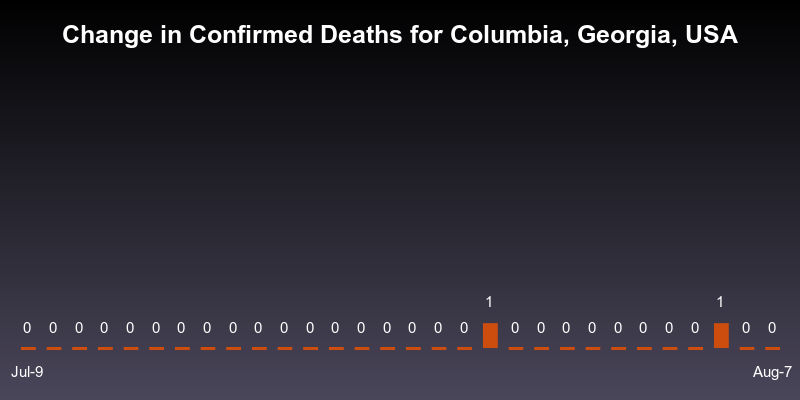 Change in Confirmed Deaths for Columbia, Georgia, USA
1 1
0 0 0 0 0 0 0 0 0 0 0 0 0 0 0 0 0 0 0 0 0 0 0 0 0 0 0 0
Jul-9 Aug-7